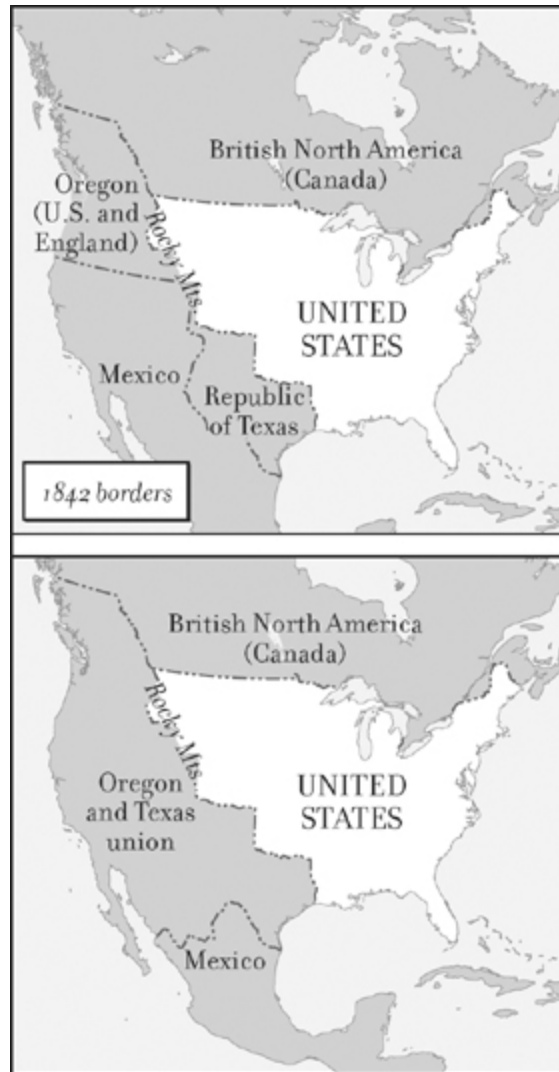 British North America
(Canada)
Oregon
(U.S. and
England)
Rocky Mts.
UNITED
STATES
Mexico
Republic
of Texas
1842 borders
British North America
(Canada)
Rocky Mts.
Oregon
and Texas
union
UNITED
STATES
Mexico